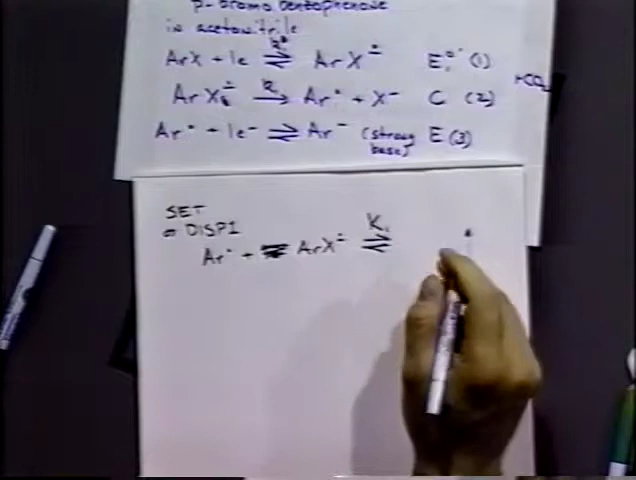 p-bromo benzophenone
in acetonitrile
ArX + 1e ⇌ ArX∸ E₁°' (1)
ArX∸ → Ar• + X⁻ C (2) +CO₂
Ar• + 1e⁻ ⇌ Ar⁻ (strong base) E (3)
SET
= DISP1
Ar• + ArX∸ ⇌ K₁